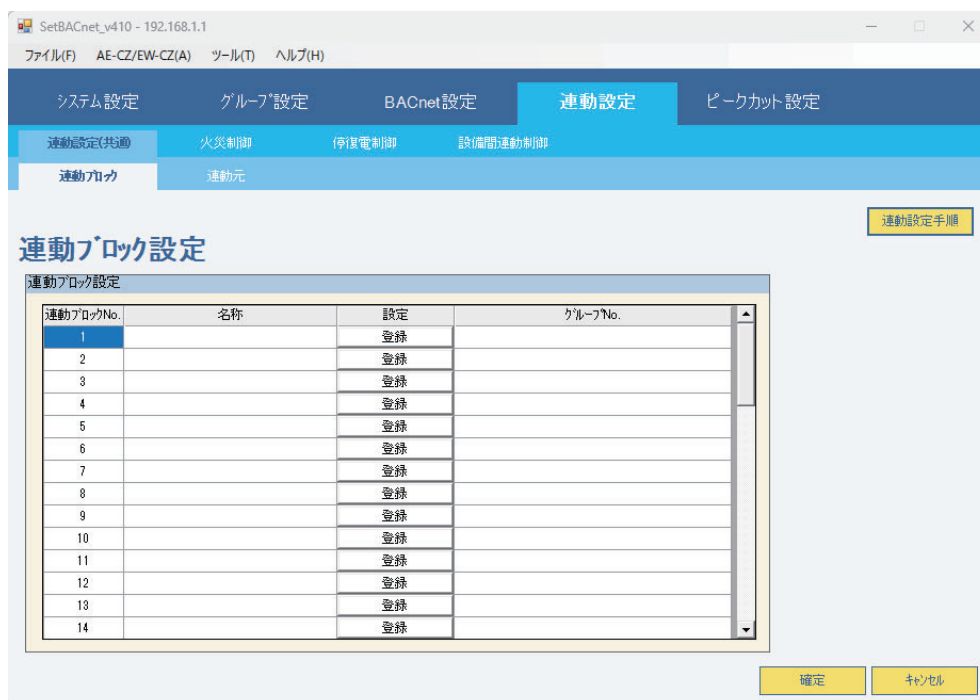 SetBACnet_v410 - 192.168.1.1
ファイル(F) AE-CZ/EW-CZ(A) ツール(T) ヘルプ(H)
システム設定 グループ設定 BACnet設定 連動設定 ピークカット設定
連動設定(共通) 火災制御 停復電制御 設備間連動制御
連動ブロック 連動元
連動設定手順
連動ブロック設定
連動ブロック設定
連動ブロックNo. 名称 設定 グループNo.
1 登録
2 登録
3 登録
4 登録
5 登録
6 登録
7 登録
8 登録
9 登録
10 登録
11 登録
12 登録
13 登録
14 登録
確定 キャンセル